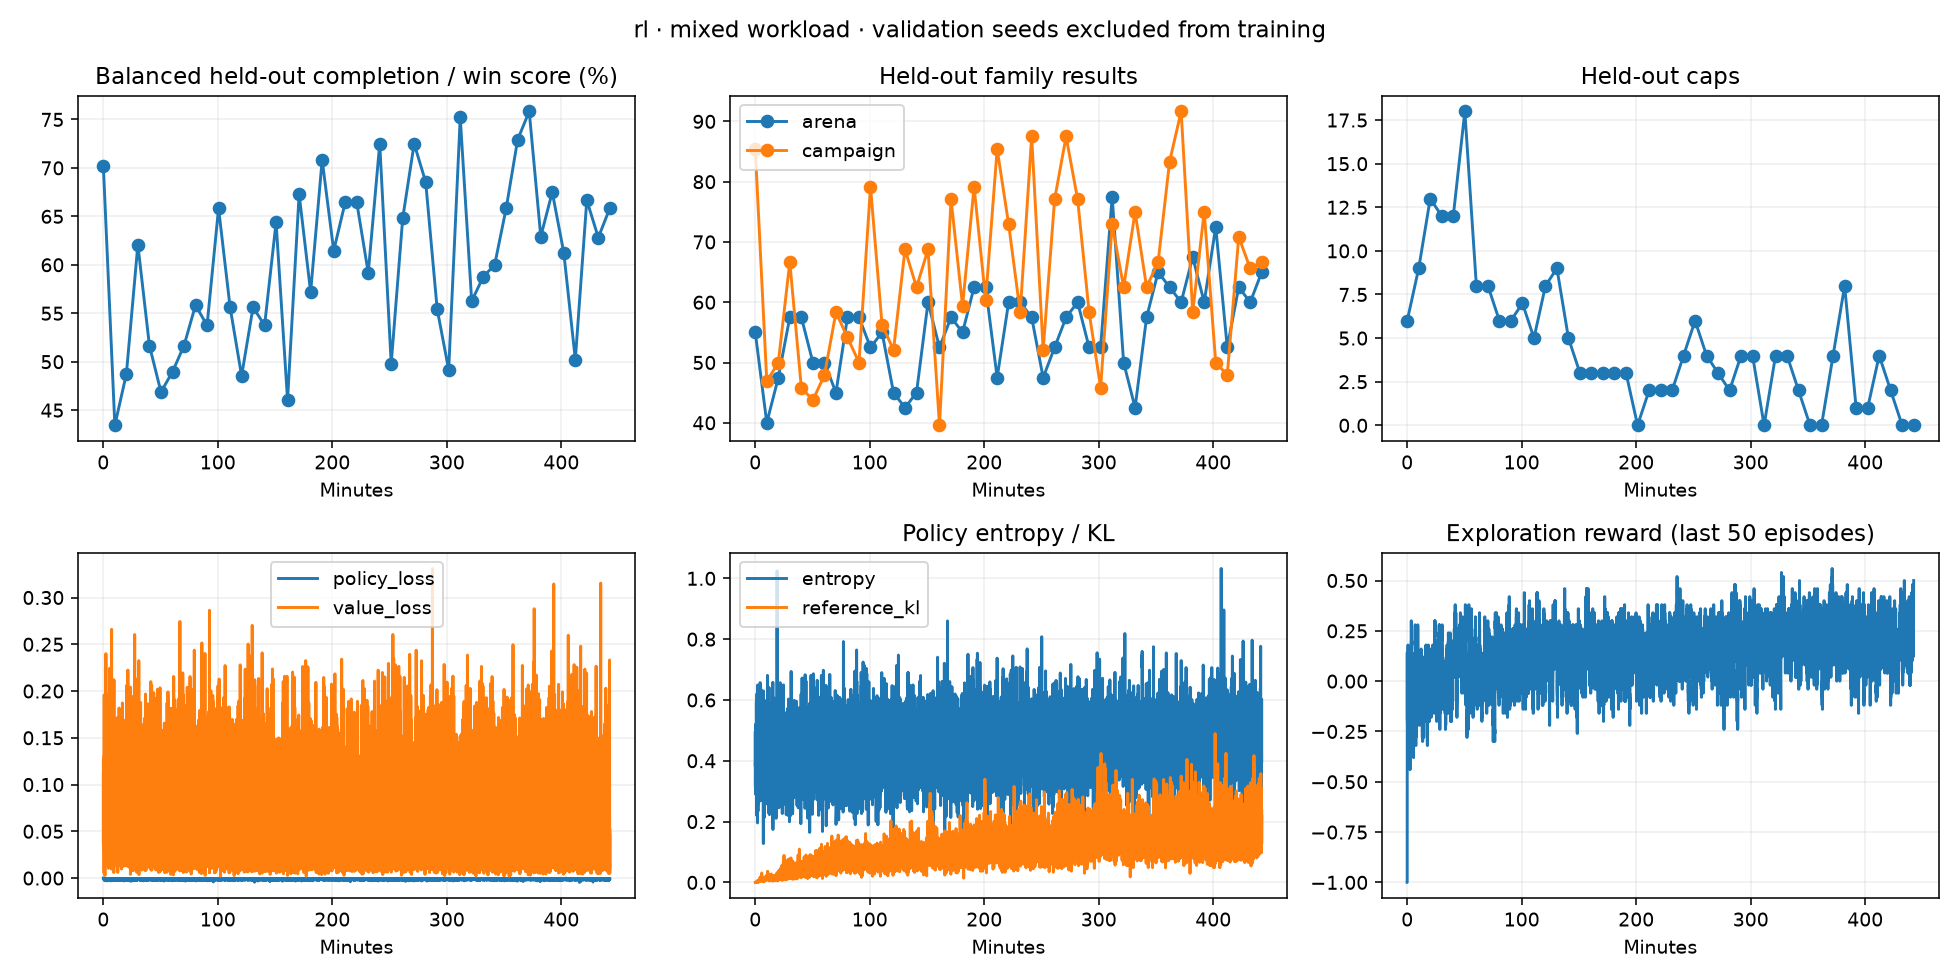 rl · mixed workload · validation seeds excluded from training
Balanced held-out completion / win score (%)
75
70
65
60
55
50
45
0 100 200 300 400
Minutes
Held-out family results
arena
campaign
90
80
70
60
50
40
0 100 200 300 400
Minutes
Held-out caps
17.5
15.0
12.5
10.0
7.5
5.0
2.5
0.0
0 100 200 300 400
Minutes
policy_loss
value_loss
0.30
0.25
0.20
0.15
0.10
0.05
0.00
0 100 200 300 400
Minutes
Policy entropy / KL
entropy
reference_kl
1.0
0.8
0.6
0.4
0.2
0.0
0 100 200 300 400
Minutes
Exploration reward (last 50 episodes)
0.50
0.25
0.00
−0.25
−0.50
−0.75
−1.00
0 100 200 300 400
Minutes